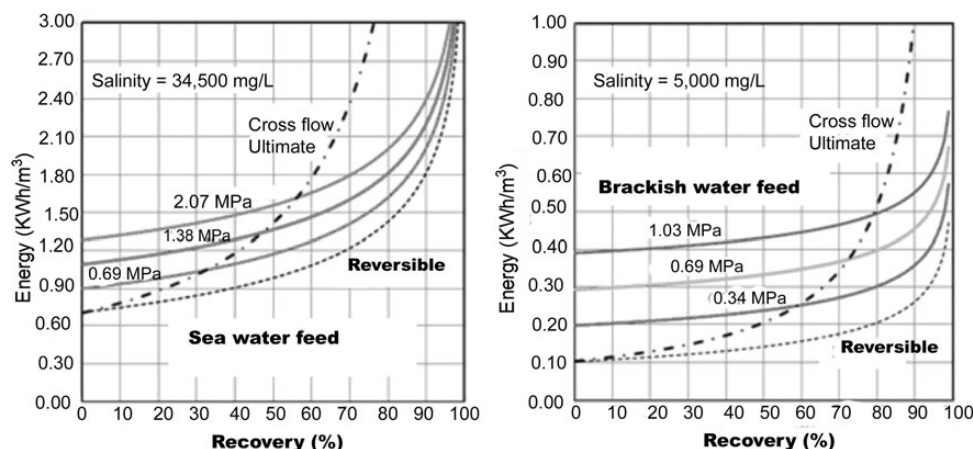 3.00
2.70
2.40
2.10
1.80
1.50
1.20
0.90
0.60
0.30
0.00
Energy (KWh/m³)
Salinity = 34,500 mg/L
Cross flow
Ultimate
2.07 MPa
1.38 MPa
0.69 MPa
Reversible
Sea water feed
0 10 20 30 40 50 60 70 80 90 100
Recovery (%)
1.00
0.90
0.80
0.70
0.60
0.50
0.40
0.30
0.20
0.10
0.00
Energy (KWh/m³)
Salinity = 5,000 mg/L
Cross flow
Ultimate
Brackish water feed
1.03 MPa
0.69 MPa
0.34 MPa
Reversible
0 10 20 30 40 50 60 70 80 90 100
Recovery (%)